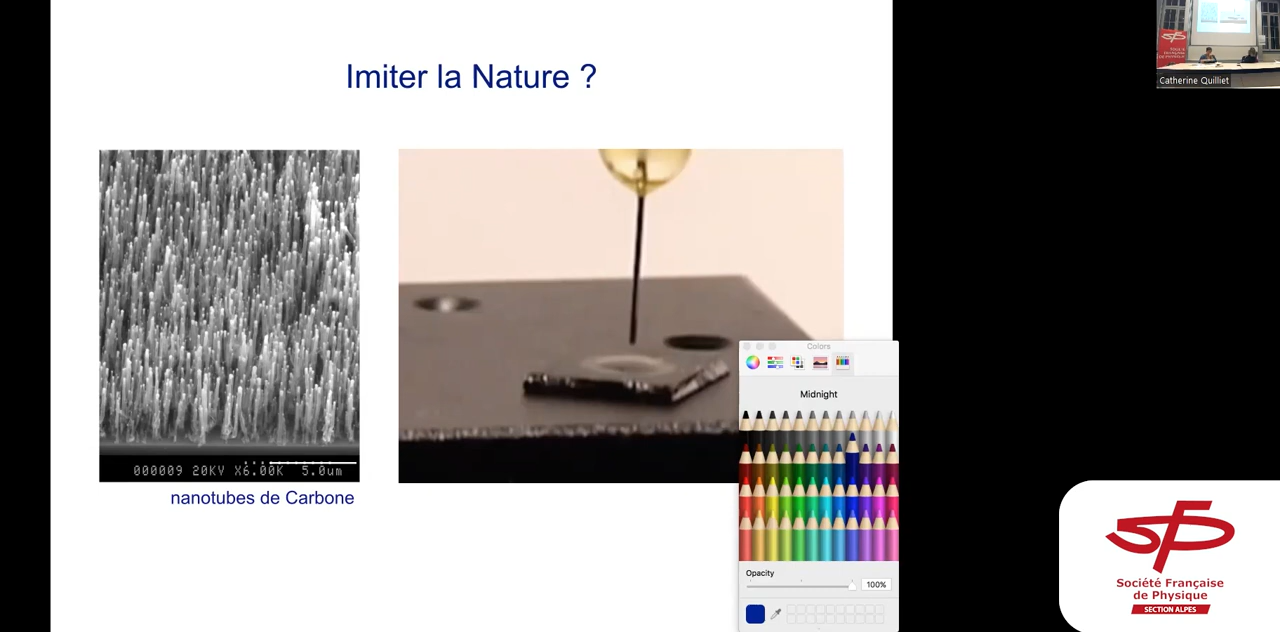 Imiter la Nature ?
Catherine Quilliet
000009 20KV X6.00K 5.0um
nanotubes de Carbone
Colors
Midnight
Opacity
100%
Société Française
de Physique
SECTION ALPES